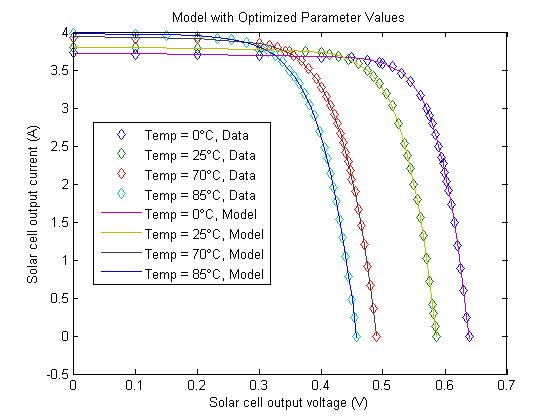 Model with Optimized Parameter Values
4
3.5
3
2.5
2
1.5
1
0.5
0
-0.5
Solar cell output current (A)
Temp = 0°C, Data
Temp = 25°C, Data
Temp = 70°C, Data
Temp = 85°C, Data
Temp = 0°C, Model
Temp = 25°C, Model
Temp = 70°C, Model
Temp = 85°C, Model
0 0.1 0.2 0.3 0.4 0.5 0.6 0.7
Solar cell output voltage (V)